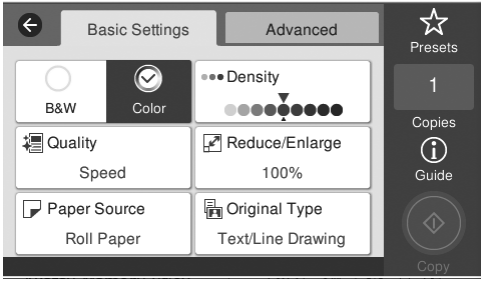 Basic Settings
Advanced
Presets
B&W
Color
Density
1
Copies
Quality
Speed
Reduce/Enlarge
100%
Guide
Paper Source
Roll Paper
Original Type
Text/Line Drawing
Copy